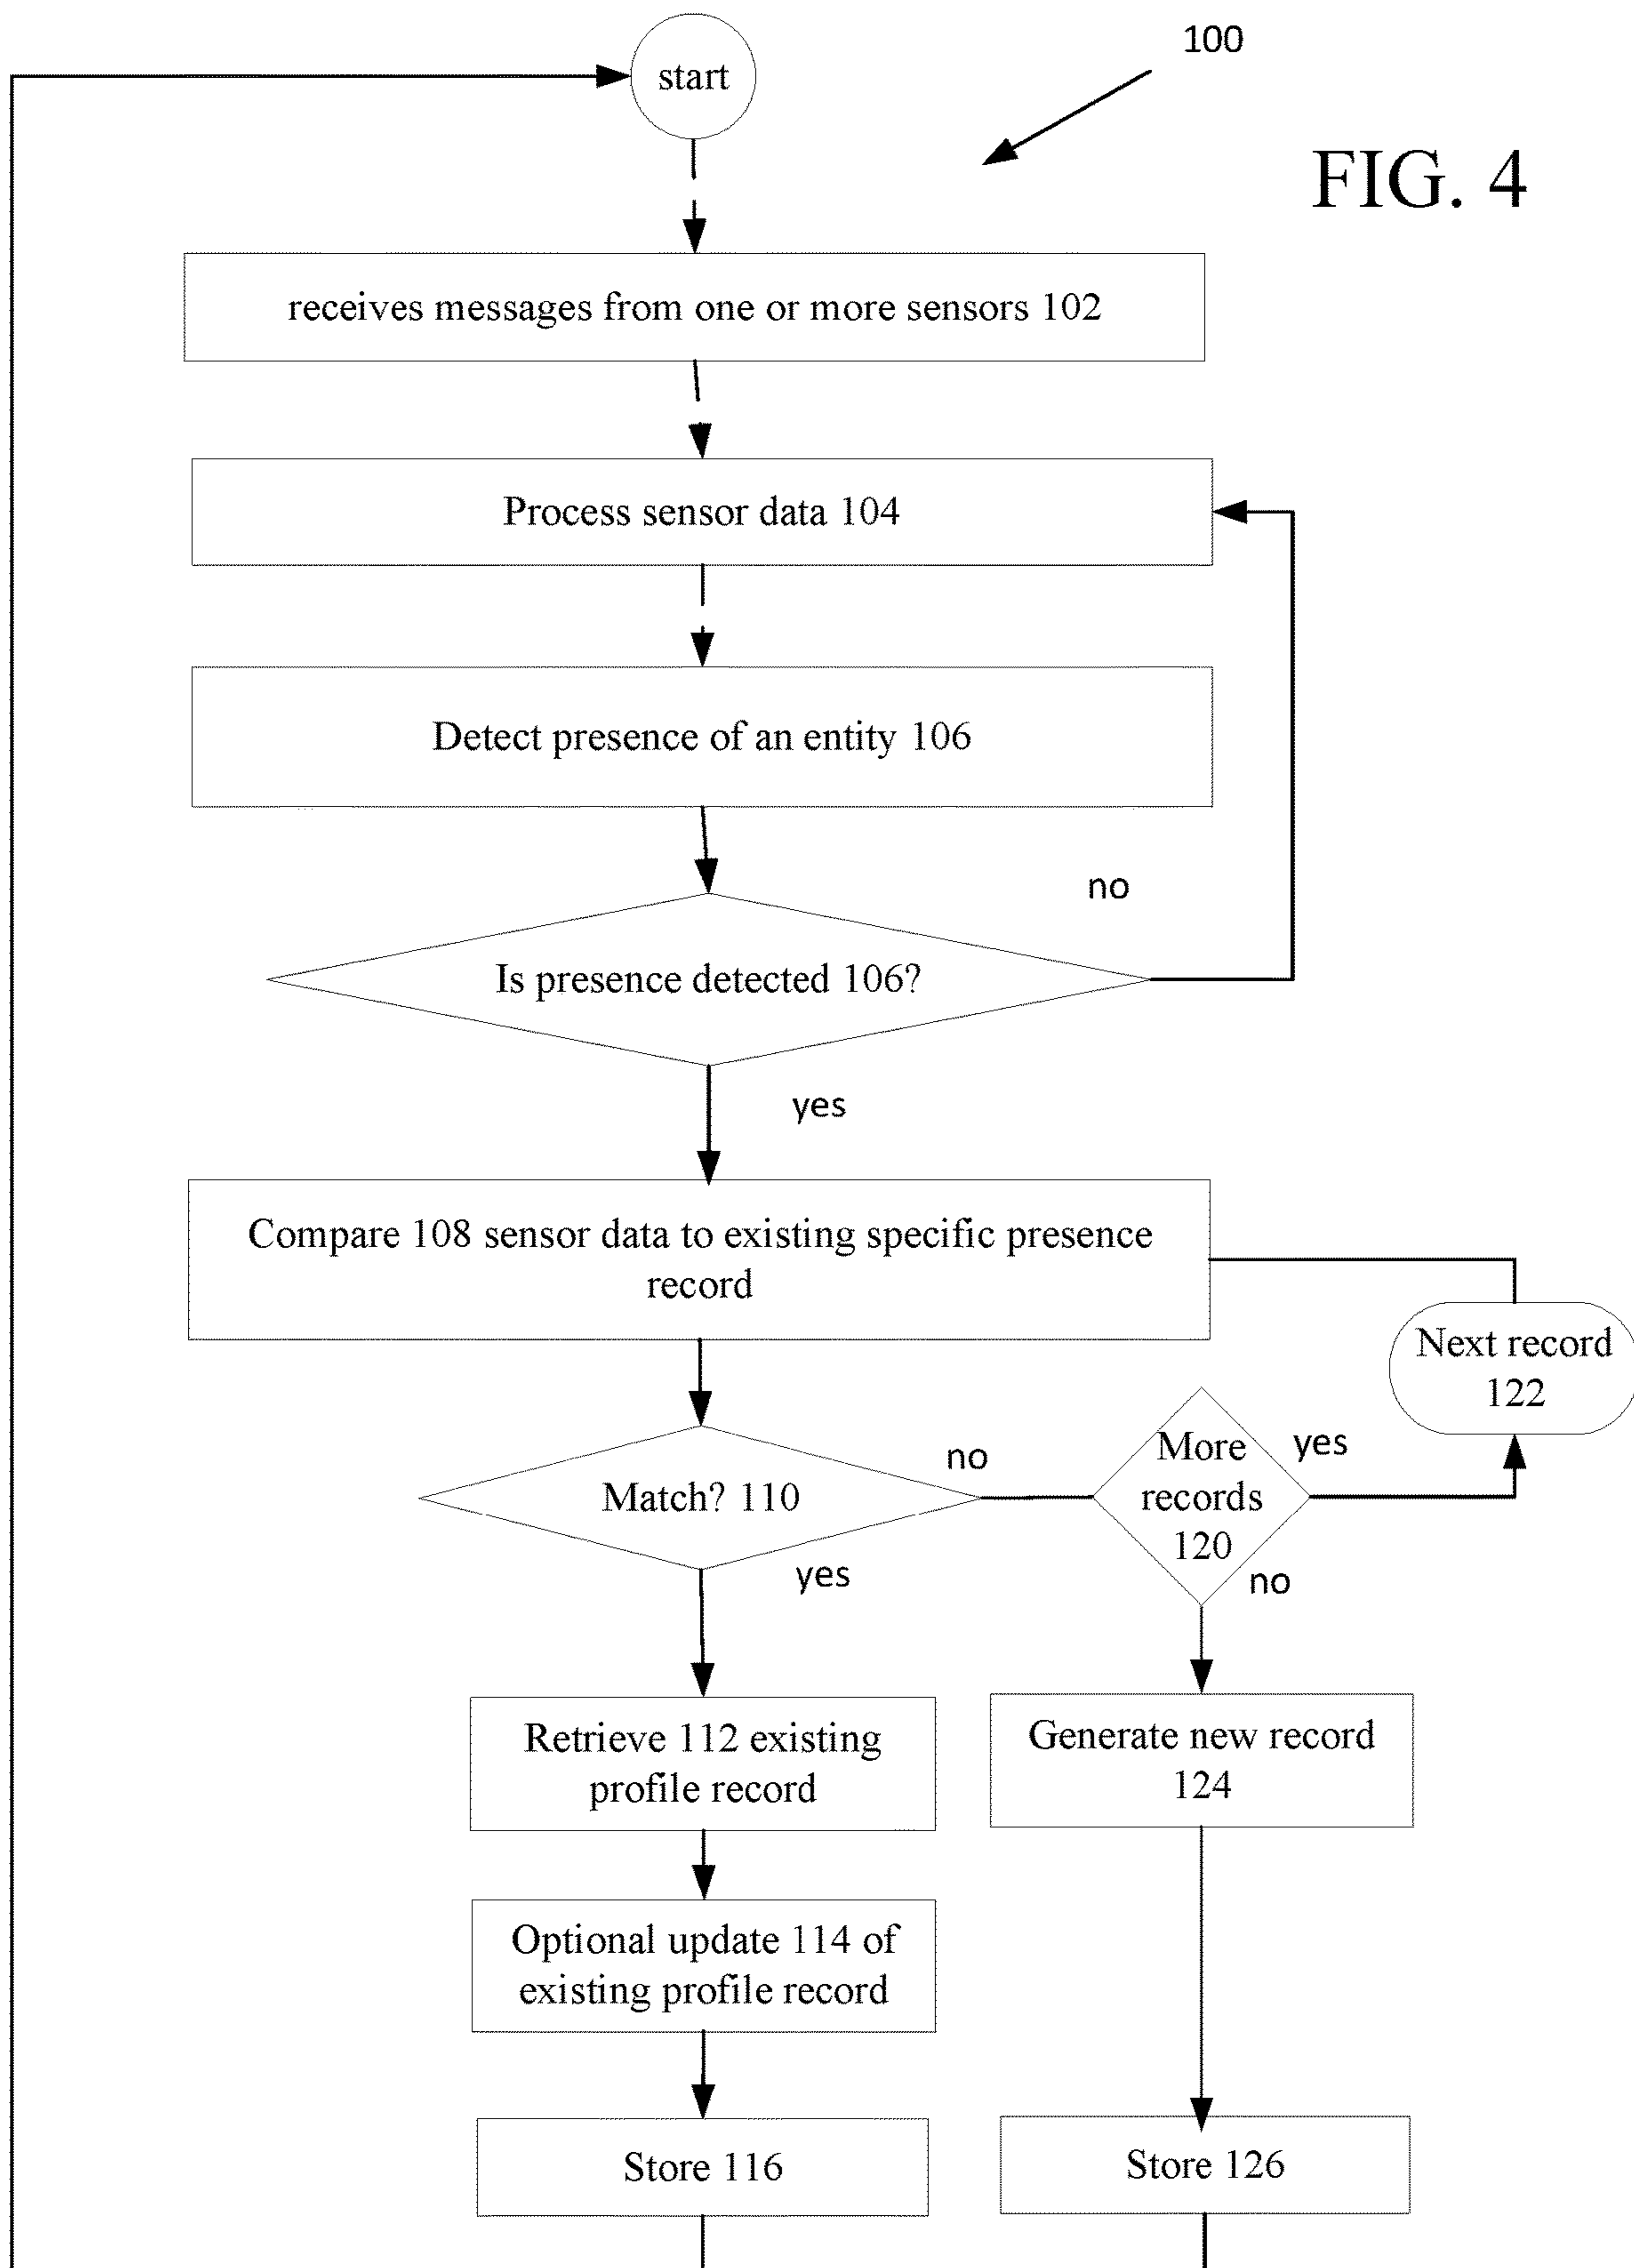 start
100
FIG. 4
receives messages from one or more sensors 102
Process sensor data 104
Detect presence of an entity 106
no
Is presence detected 106?
yes
Compare 108 sensor data to existing specific presence
record
Next record
122
no
More
records
120
yes
Match? 110
yes
no
Retrieve 112 existing
profile record
Generate new record
124
Optional update 114 of
existing profile record
Store 116
Store 126